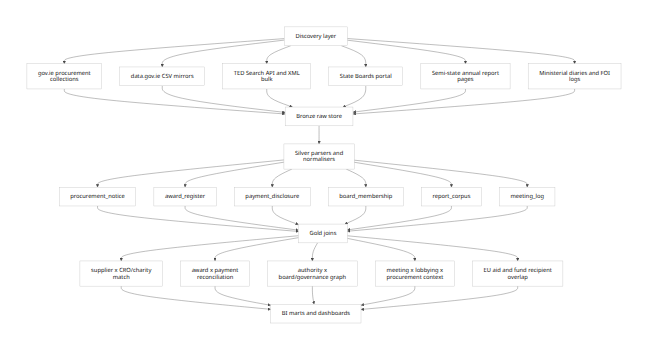 Discovery layer
gov.ie procurement
collections
data.gov.ie CSV mirrors
TED Search API and XML
bulk
State Boards portal
Semi-state annual report
pages
Ministerial diaries and FOI
logs
Bronze raw store
Silver parsers and
normalisers
procurement_notice
award_register
payment_disclosure
board_membership
report_corpus
meeting_log
Gold joins
supplier x CRO/charity
match
award x payment
reconciliation
authority x
board/governance graph
meeting x lobbying x
procurement context
EU aid and fund recipient
overlap
BI marts and dashboards